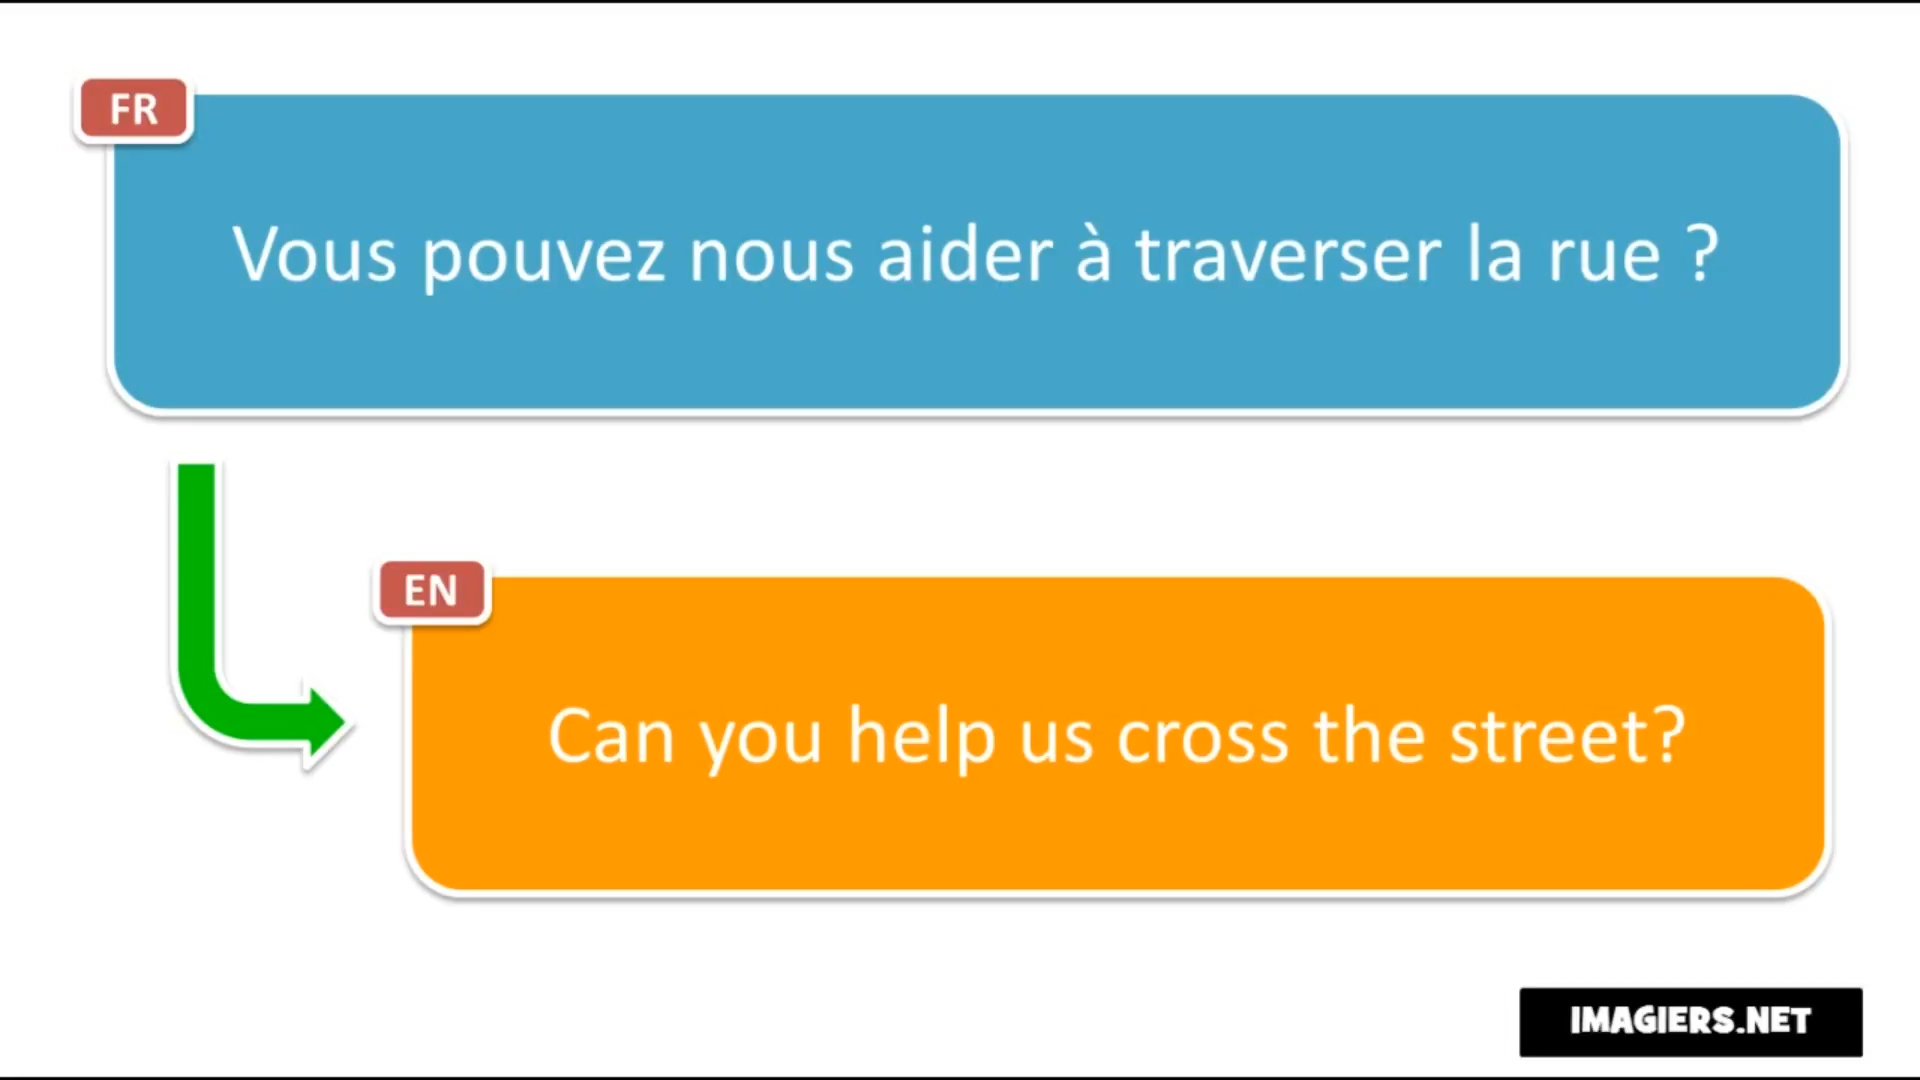 FR
Vous pouvez nous aider à traverser la rue ?
EN
Can you help us cross the street?
IMAGIERS.NET